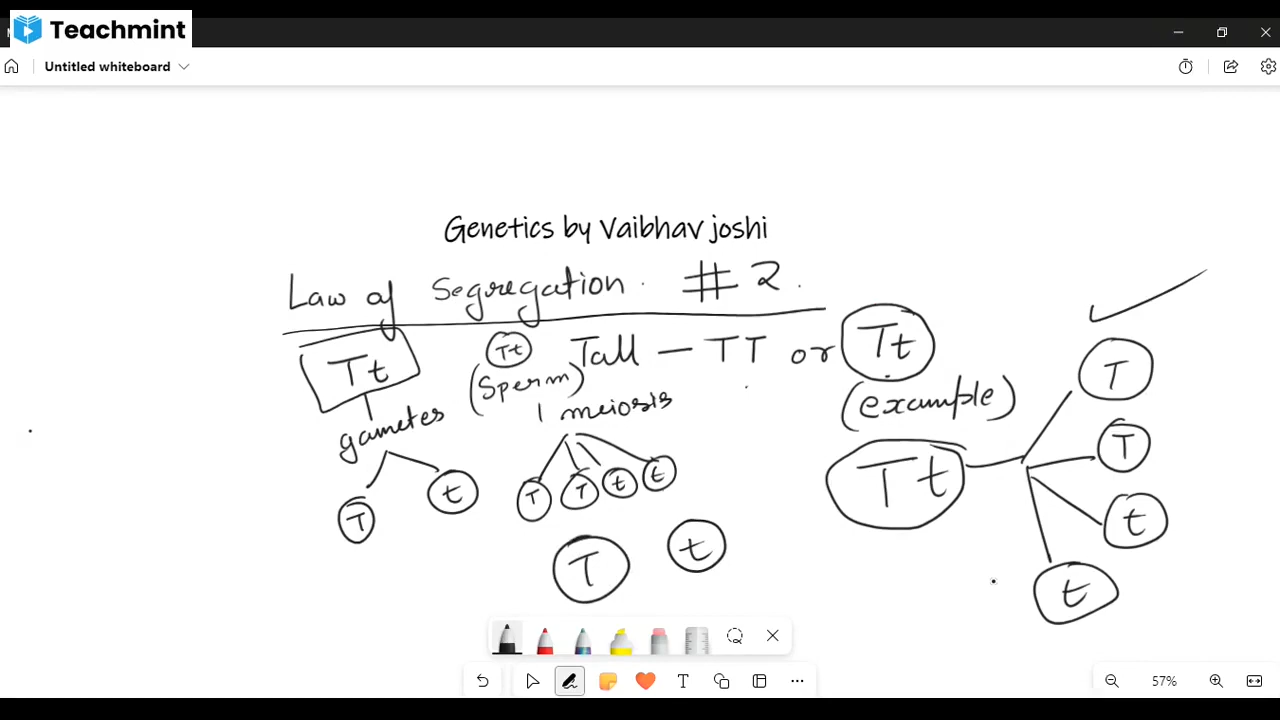 Teachmint
Untitled whiteboard
Genetics by Vaibhav joshi
Law of Segregation. # 2.
Tt Tall — TT or Tt
Tt
(Sperm)
(example)
gametes
meiosis
T t
T T t t
T t
Tt
T
T
t
t
57%